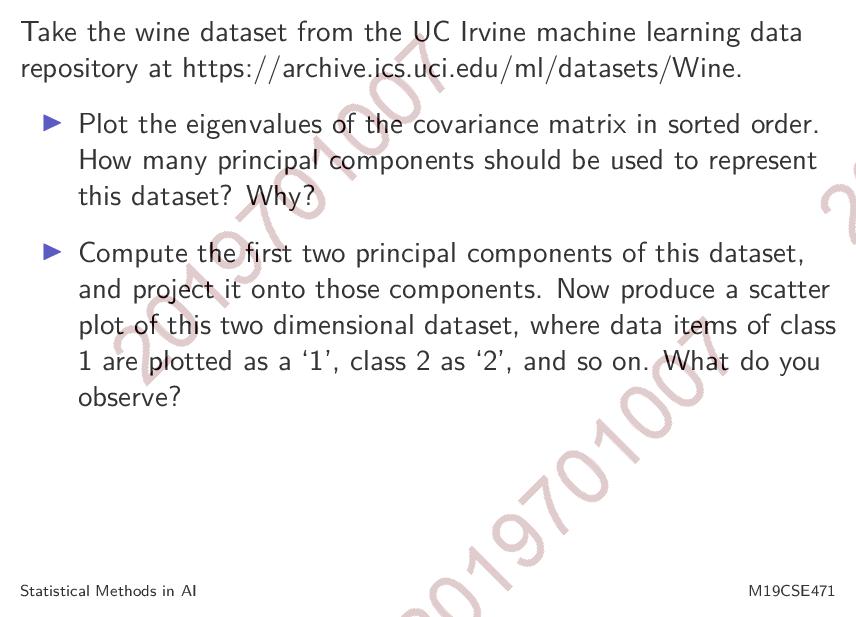 Take the wine dataset from the UC Irvine machine learning data
repository at https://archive.ics.uci.edu/ml/datasets/Wine.
Plot the eigenvalues of the covariance matrix in sorted order.
How many principal components should be used to represent
this dataset? Why?
Compute the first two principal components of this dataset,
and project it onto those components. Now produce a scatter
plot of this two dimensional dataset, where data items of class
1 are plotted as a ‘1’, class 2 as ‘2’, and so on. What do you
observe?
2019701007
2019701007
Statistical Methods in AI
M19CSE471